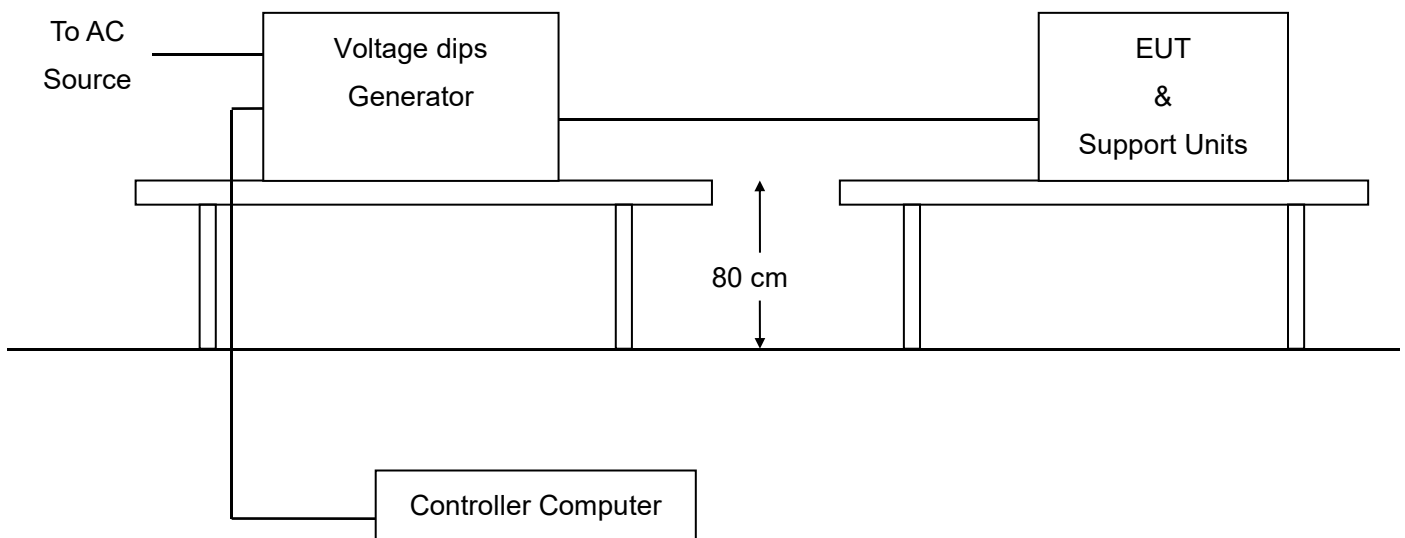 To AC
Source
Voltage dips
Generator
EUT
&
Support Units
80 cm
Controller Computer